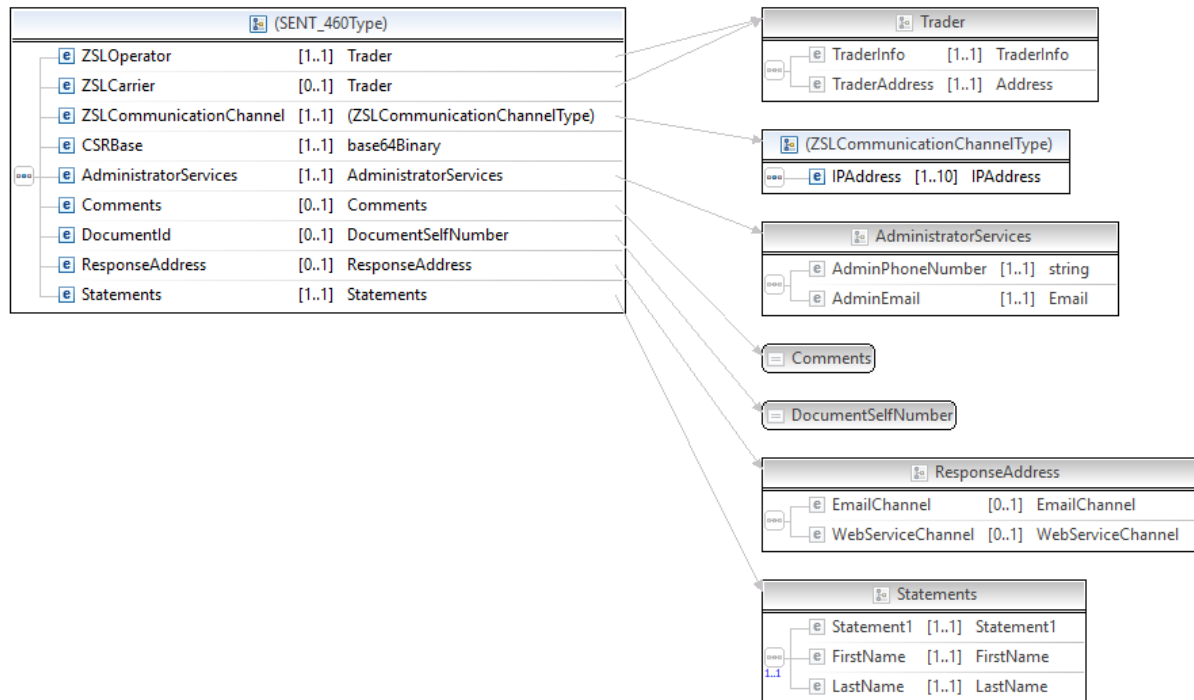 (SENT_460Type)
ZSLOperator [1..1] Trader
ZSLCarrier [0..1] Trader
ZSLCommunicationChannel [1..1] (ZSLCommunicationChannelType)
CSRBase [1..1] base64Binary
AdministratorServices [1..1] AdministratorServices
Comments [0..1] Comments
DocumentId [0..1] DocumentSelfNumber
ResponseAddress [0..1] ResponseAddress
Statements [1..1] Statements
Trader
TraderInfo [1..1] TraderInfo
TraderAddress [1..1] Address
(ZSLCommunicationChannelType)
IPAddress [1..10] IPAddress
AdministratorServices
AdminPhoneNumber [1..1] string
AdminEmail [1..1] Email
Comments
DocumentSelfNumber
ResponseAddress
EmailChannel [0..1] EmailChannel
WebServiceChannel [0..1] WebServiceChannel
Statements
Statement1 [1..1] Statement1
FirstName [1..1] FirstName
1..1
LastName [1..1] LastName